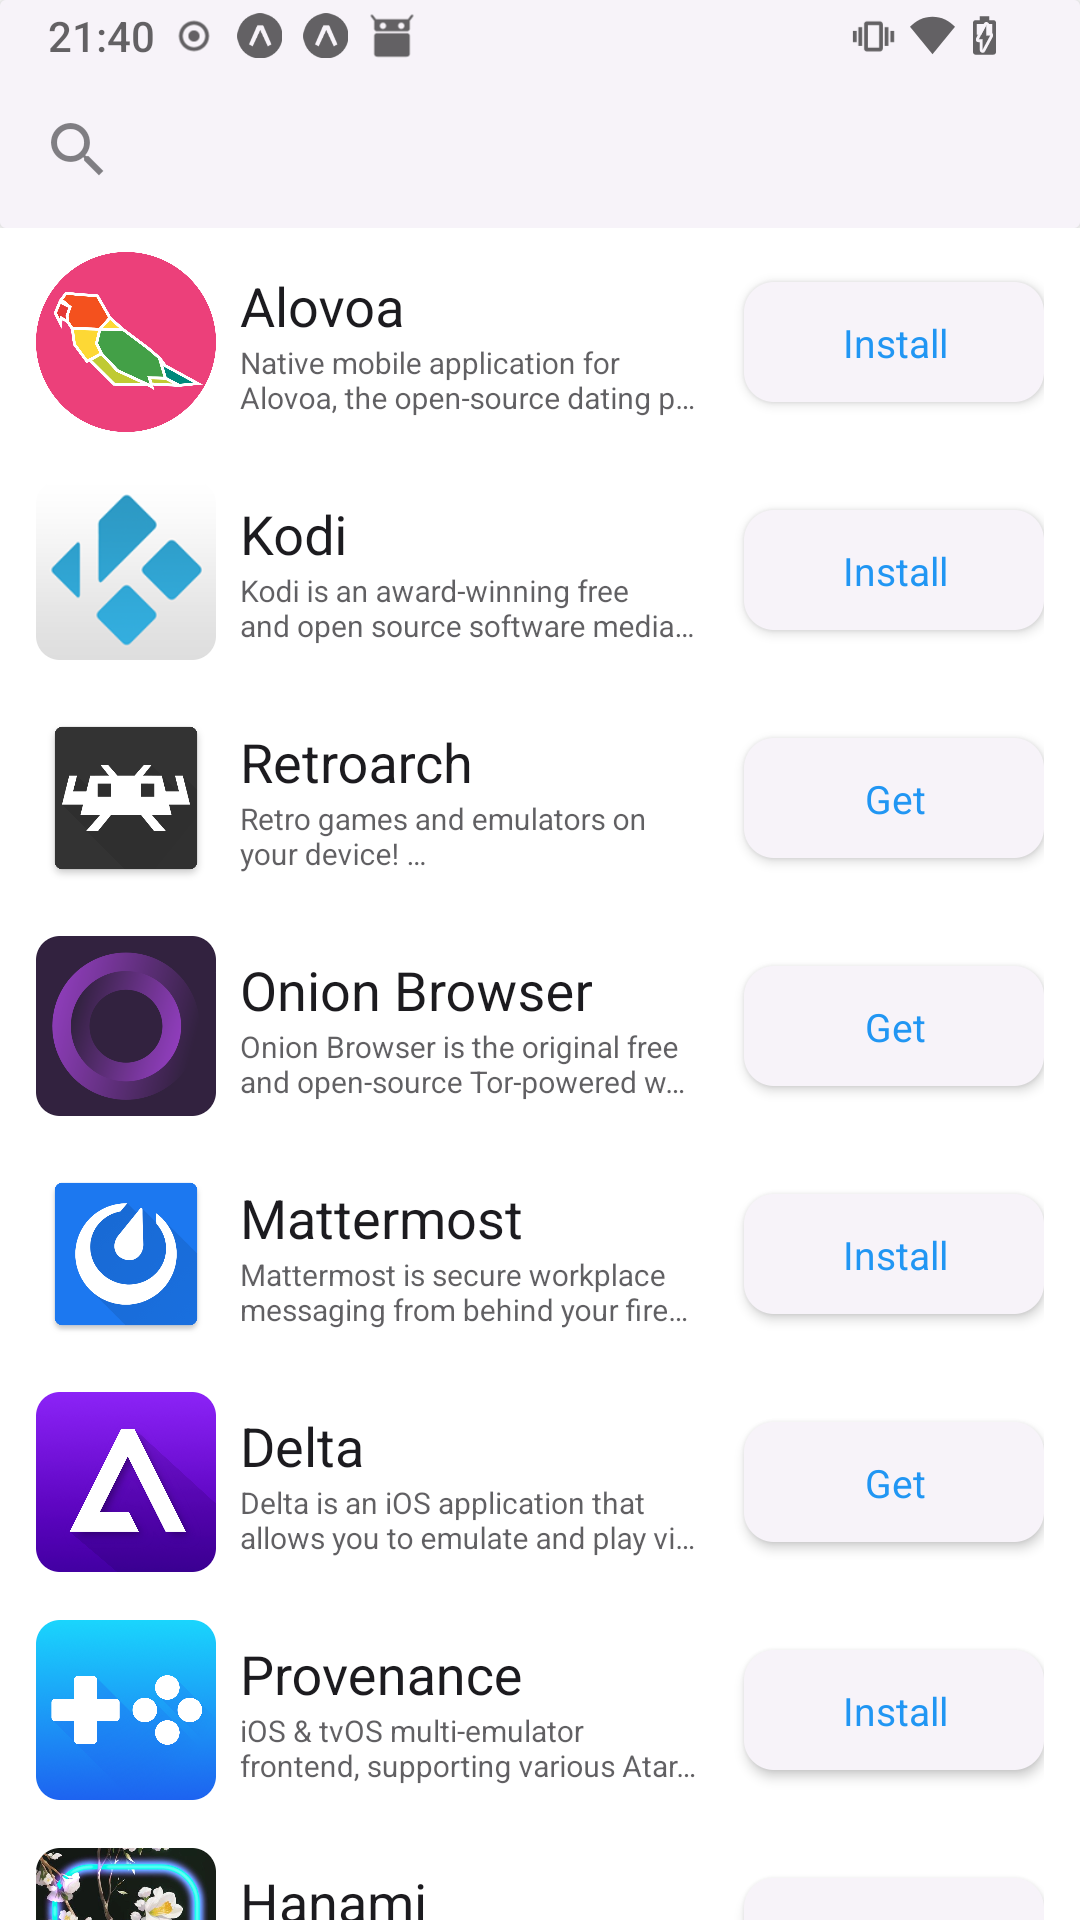 21:40
Alovoa
Native mobile application for
Alovoa, the open-source dating p...
Install
Kodi
Kodi is an award-winning free
and open source software media...
Install
Retroarch
Retro games and emulators on
your device! ...
Get
Onion Browser
Onion Browser is the original free
and open-source Tor-powered w...
Get
Mattermost
Mattermost is secure workplace
messaging from behind your fire...
Install
Delta
Delta is an iOS application that
allows you to emulate and play vi...
Get
Provenance
iOS & tvOS multi-emulator
frontend, supporting various Atar...
Install
Hanami